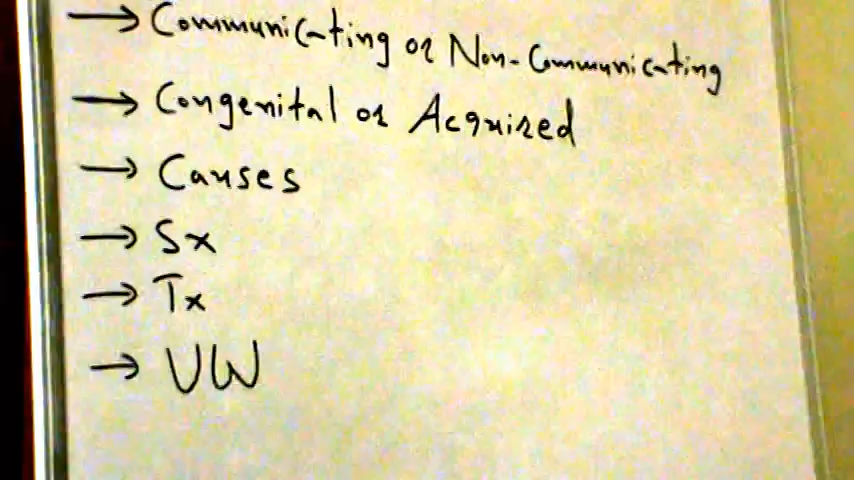 → Communicating or Non-Communicating
→ Congenital or Acquired
→ Causes
→ Sx
→ Tx
→ UW